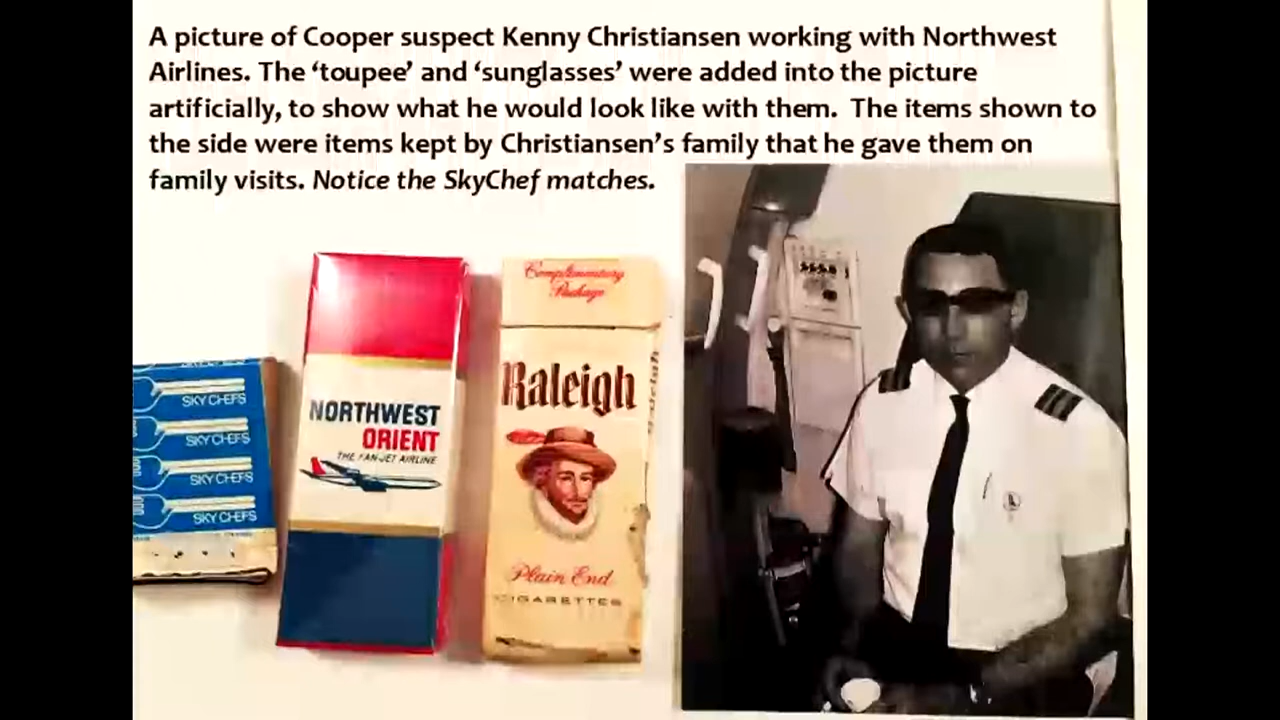 A picture of Cooper suspect Kenny Christiansen working with Northwest
Airlines. The ‘toupee’ and ‘sunglasses’ were added into the picture
artificially, to show what he would look like with them. The items shown to
the side were items kept by Christiansen’s family that he gave them on
family visits. Notice the SkyChef matches.
SKY CHEFS
SKY CHEFS
SKY CHEFS
SKY CHEFS
NORTHWEST
ORIENT
THE FAN-JET AIRLINE
Complimentary
Package
Raleigh
Plain End
CIGARETTES
Raleigh